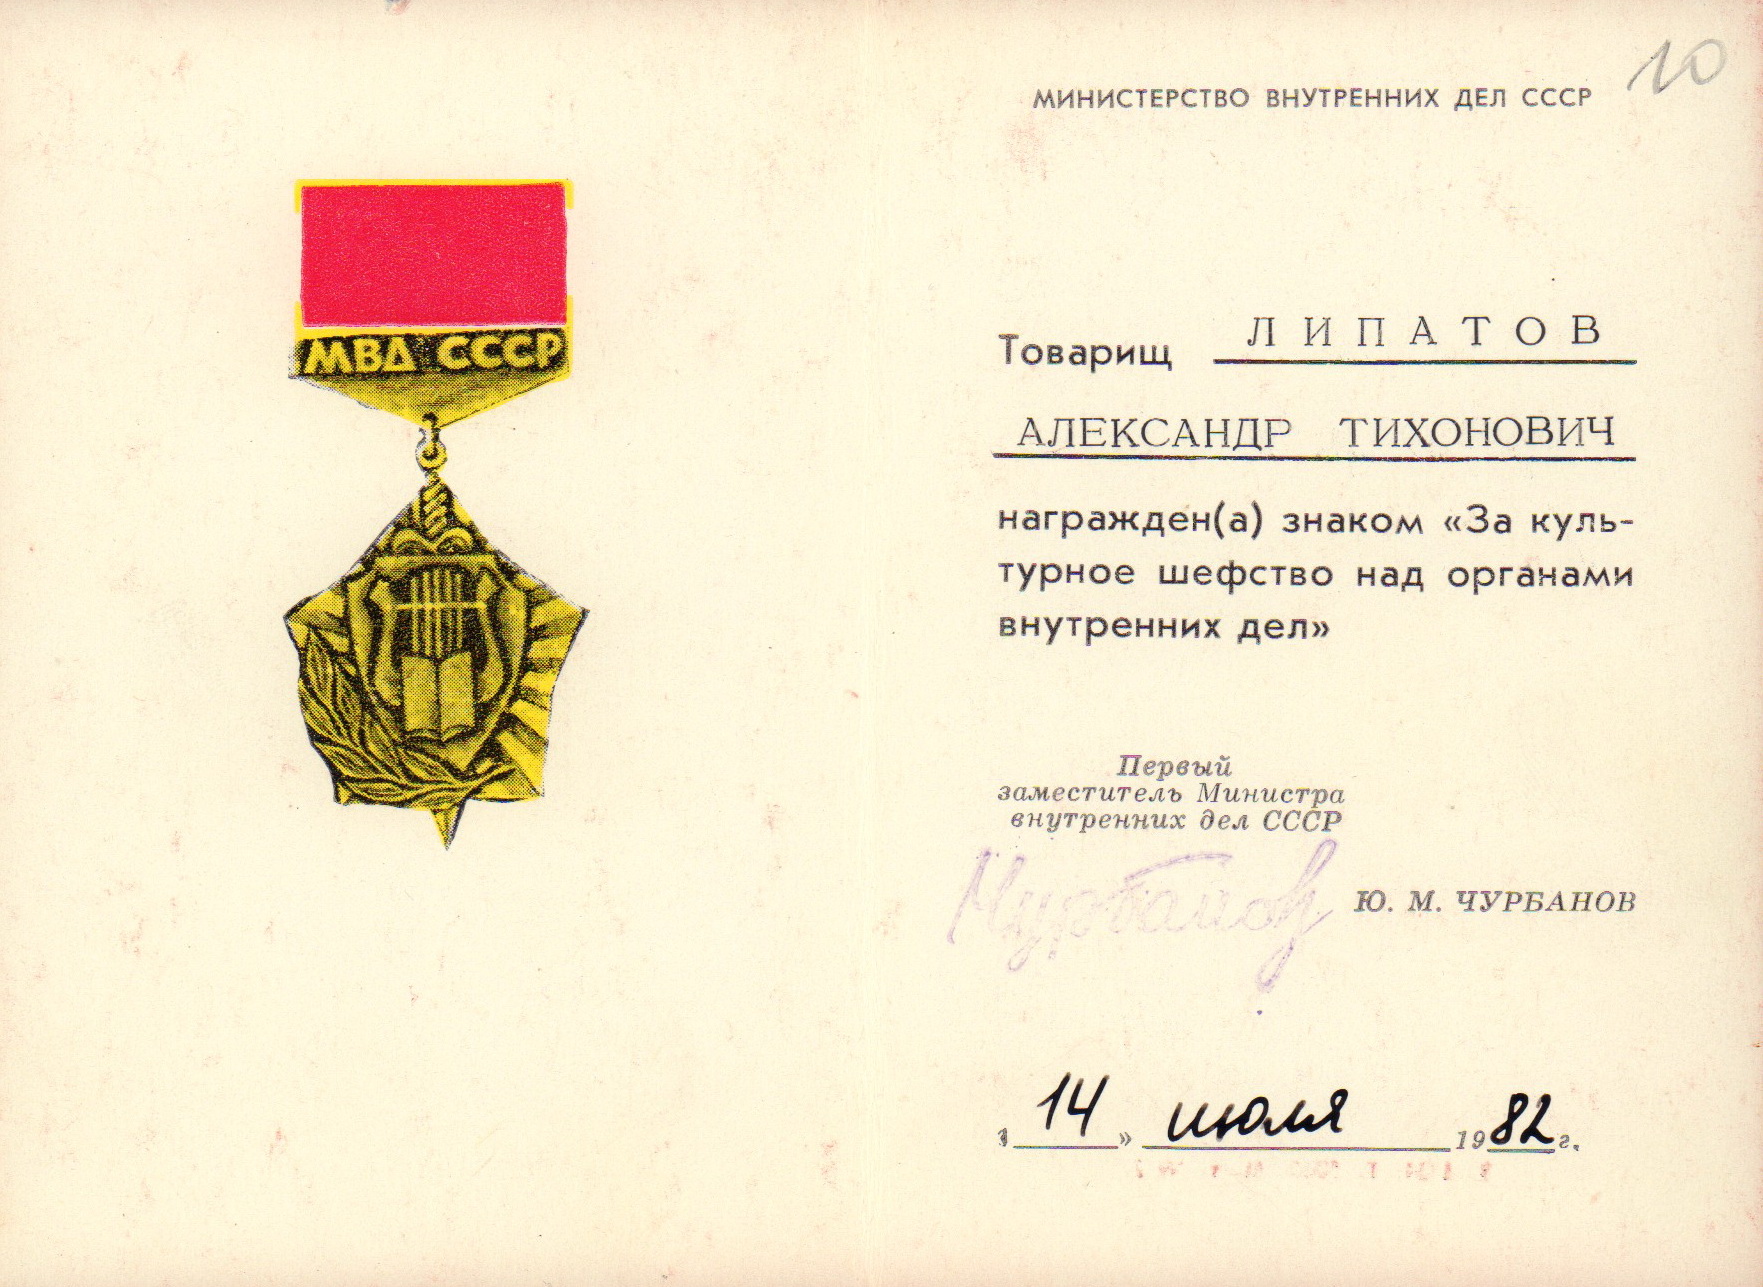 МВД СССР
10
МИНИСТЕРСТВО ВНУТРЕННИХ ДЕЛ СССР
Товарищ ЛИПАТОВ
АЛЕКСАНДР ТИХОНОВИЧ
награжден(а) знаком «За куль-
турное шефство над органами
внутренних дел»
Первый
заместитель Министра
внутренних дел СССР
Чурбанов Ю. М. ЧУРБАНОВ
14 » июля 1982 г.